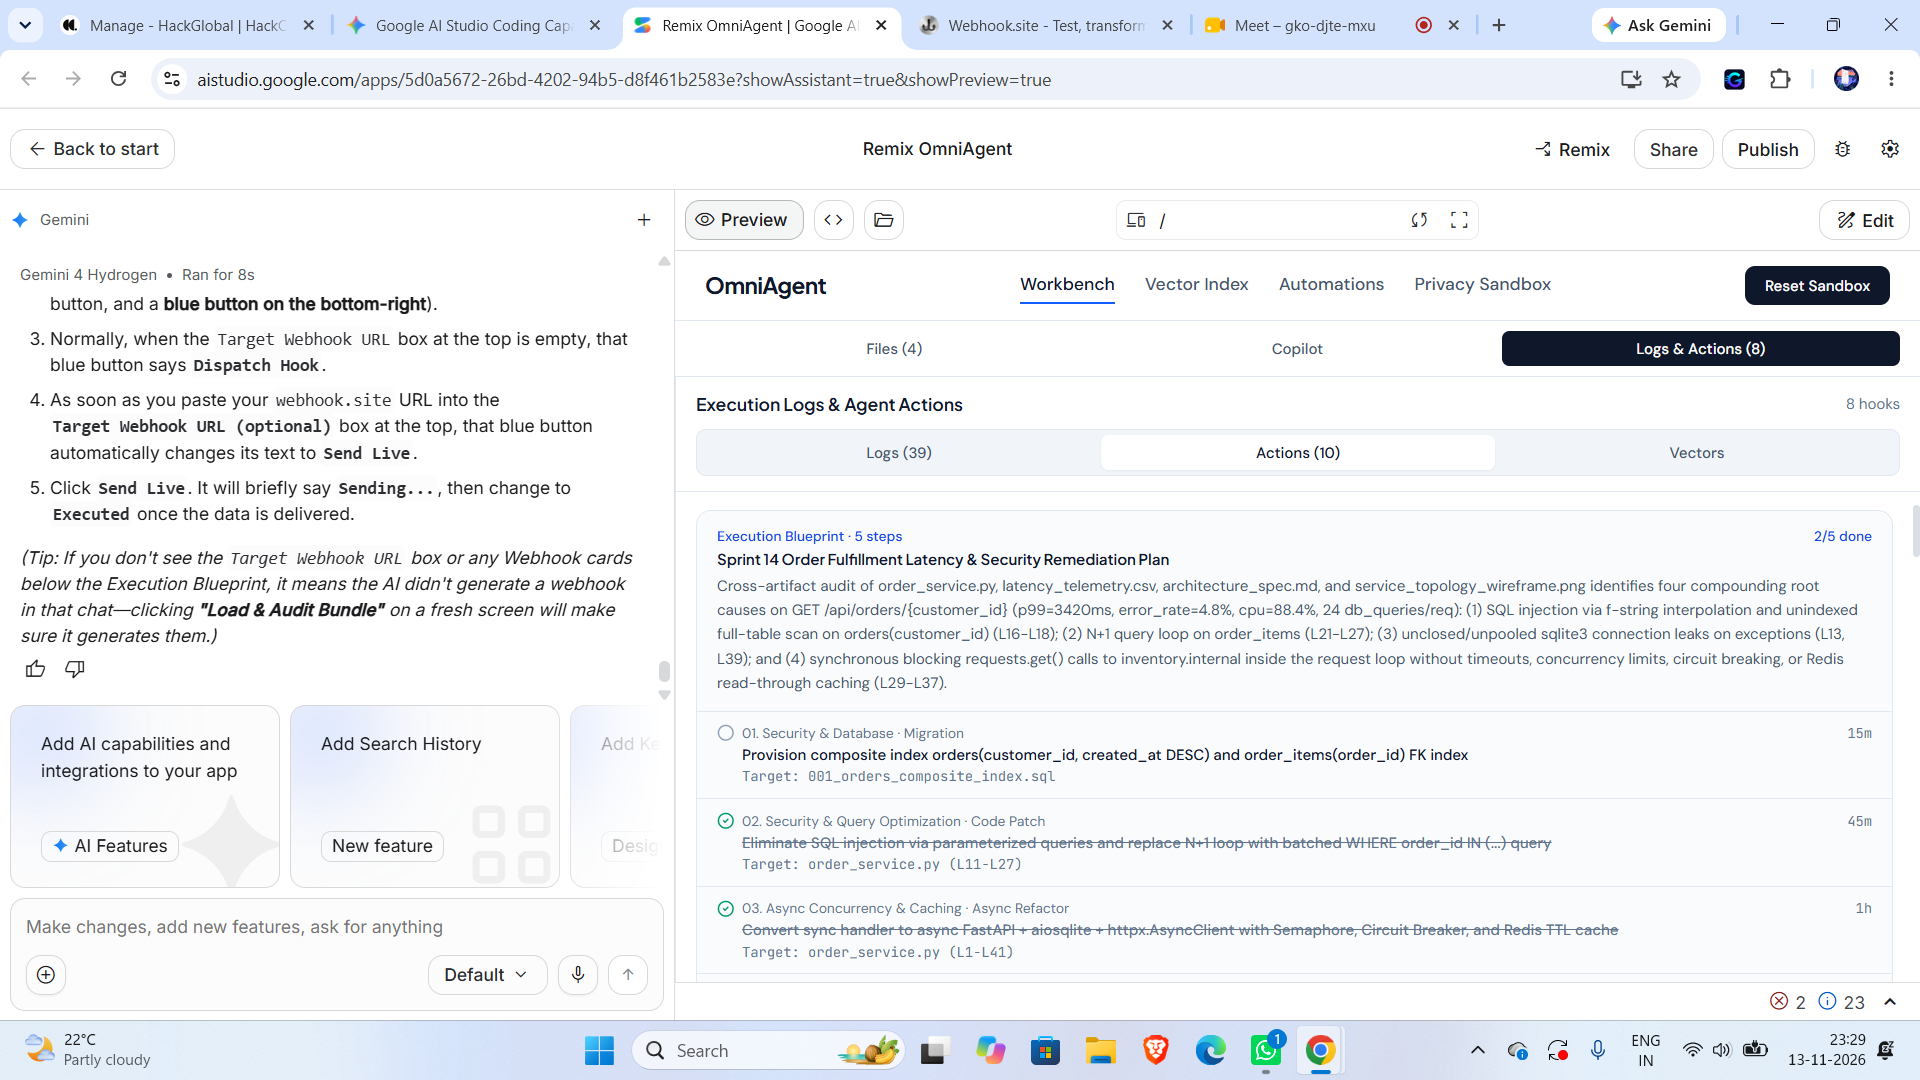 Manage - HackGlobal | HackC
Google AI Studio Coding Cap
Remix OmniAgent | Google AI
Webhook.site - Test, transform
Meet – gko-djte-mxu
Ask Gemini
aistudio.google.com/apps/5d0a5672-26bd-4202-94b5-d8f461b2583e?showAssistant=true&showPreview=true
Back to start
Remix OmniAgent
Remix
Share
Publish
Gemini
Preview
/
Edit
Gemini 4 Hydrogen • Ran for 8s
button, and a blue button on the bottom-right).
3. Normally, when the Target Webhook URL box at the top is empty, that
blue button says Dispatch Hook.
4. As soon as you paste your webhook.site URL into the
Target Webhook URL (optional) box at the top, that blue button
automatically changes its text to Send Live.
5. Click Send Live. It will briefly say Sending..., then change to
Executed once the data is delivered.
(Tip: If you don't see the Target Webhook URL box or any Webhook cards
below the Execution Blueprint, it means the AI didn't generate a webhook
in that chat—clicking "Load & Audit Bundle" on a fresh screen will make
sure it generates them.)
Add AI capabilities and
integrations to your app
AI Features
Add Search History
New feature
Add Ke
Desig
Make changes, add new features, ask for anything
Default
OmniAgent
Workbench
Vector Index
Automations
Privacy Sandbox
Reset Sandbox
Files (4)
Copilot
Logs & Actions (8)
Execution Logs & Agent Actions
8 hooks
Logs (39)
Actions (10)
Vectors
Execution Blueprint · 5 steps
2/5 done
Sprint 14 Order Fulfillment Latency & Security Remediation Plan
Cross-artifact audit of order_service.py, latency_telemetry.csv, architecture_spec.md, and service_topology_wireframe.png identifies four compounding root
causes on GET /api/orders/{customer_id} (p99=3420ms, error_rate=4.8%, cpu=88.4%, 24 db_queries/req): (1) SQL injection via f-string interpolation and unindexed
full-table scan on orders(customer_id) (L16-L18); (2) N+1 query loop on order_items (L21-L27); (3) unclosed/unpooled sqlite3 connection leaks on exceptions (L13,
L39); and (4) synchronous blocking requests.get() calls to inventory.internal inside the request loop without timeouts, concurrency limits, circuit breaking, or Redis
read-through caching (L29-L37).
01. Security & Database · Migration
15m
Provision composite index orders(customer_id, created_at DESC) and order_items(order_id) FK index
Target: 001_orders_composite_index.sql
02. Security & Query Optimization · Code Patch
45m
Eliminate SQL injection via parameterized queries and replace N+1 loop with batched WHERE order_id IN (...) query
Target: order_service.py (L11-L27)
03. Async Concurrency & Caching · Async Refactor
1h
Convert sync handler to async FastAPI + aiosqlite + httpx.AsyncClient with Semaphore, Circuit Breaker, and Redis TTL cache
Target: order_service.py (L1-L41)
2
23
22°C
Partly cloudy
Search
1
ENG
IN
23:29
13-11-2026